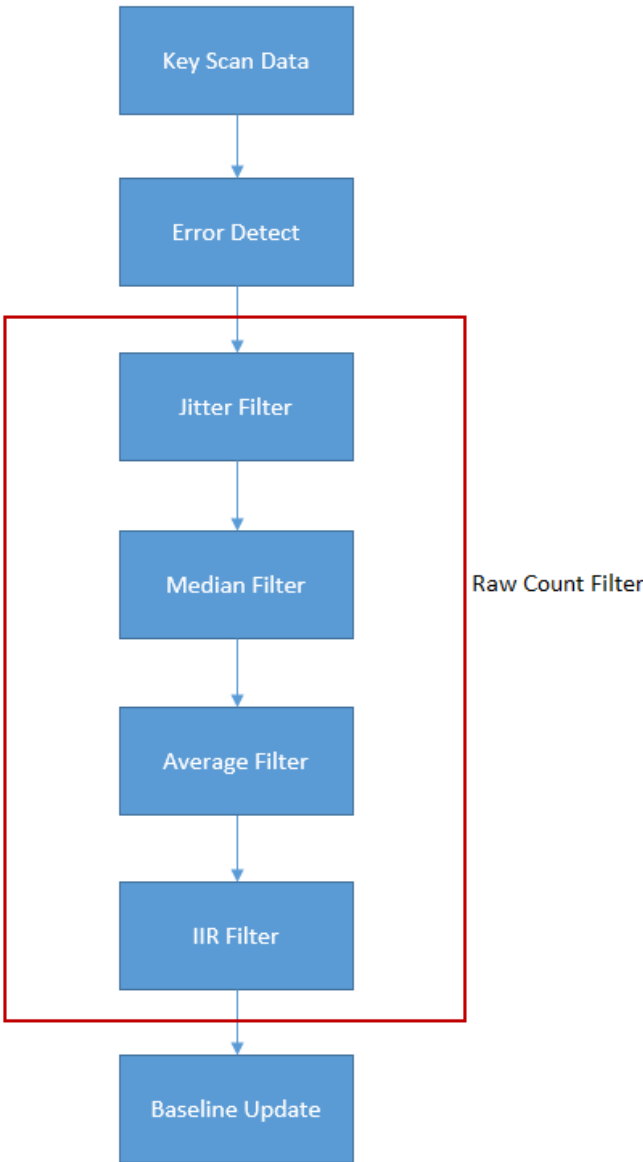 Key Scan Data
Error Detect
Jitter Filter
Median Filter
Raw Count Filter
Average Filter
IIR Filter
Baseline Update